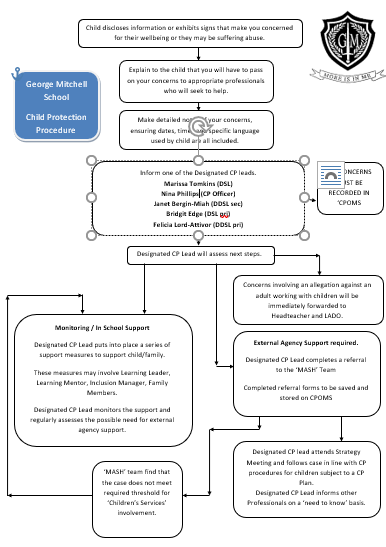 Child discloses information or exhibits signs that make you concerned
for their wellbeing or they may be suffering abuse.
GM
MORE IS IN ME
George Mitchell
School
Child Protection
Procedure
Explain to the child that you will have to pass
on your concerns to appropriate professionals
who will seek to help.
Make detailed of your concerns,
ensuring dates, and specific language
used by child are all included.
Inform one of the Designated CP leads.
Marissa Tomkins (DSL)
Nina Phillips (CP Officer)
Janet Bergin-Miah (DDSL sec)
Bridgit Edge (DSL
Felicia Lord-Attivor (DDSL pri)
RECORDED IN
'CPOMS
Designated CP Lead will assess next steps.
Concerns involving an allegation against an
adult working with children will be
immediately forwarded to
Headteacher and LADO.
Monitoring / In School Support
Designated CP Lead puts into place a series of
support measures to support child/family.
These measures may involve Learning Leader,
Learning Mentor, Inclusion Manager, Family
Members.
Designated CP Lead monitors the support and
regularly assesses the possible need for external
agency support.
External Agency Support required.
Designated CP Lead completes a referral
to the 'MASH' Team
Completed referral forms to be saved and
stored on CPOMS
'MASH' team find that
the case does not meet
required threshold for
'Children's Services'
involvement.
Designated CP lead attends Strategy
Meeting and follows case in line with CP
procedures for children subject to a CP
Plan.
Designated CP Lead informs other
Professionals on a 'need to know' basis.